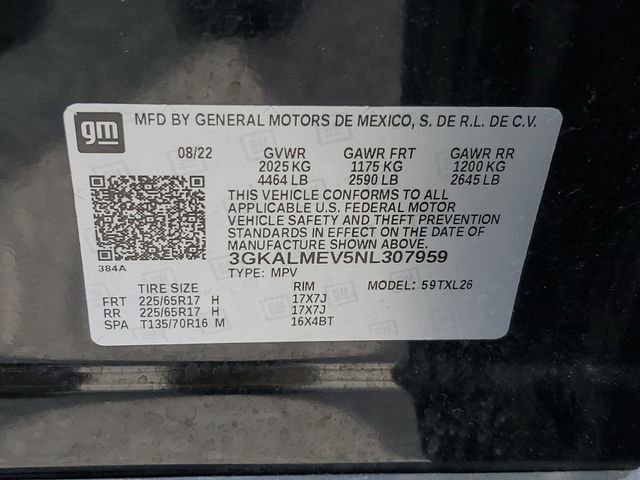 gm MFD BY GENERAL MOTORS DE MEXICO, S. DE R.L. DE C.V.
08/22 GVWR GAWR FRT GAWR RR
2025 KG 1175 KG 1200 KG
4464 LB 2590 LB 2645 LB
THIS VEHICLE CONFORMS TO ALL
APPLICABLE U.S. FEDERAL MOTOR
VEHICLE SAFETY AND THEFT PREVENTION
STANDARDS IN EFFECT ON THE DATE OF
MANUFACTURE SHOWN ABOVE.
384A 3GKALMEV5NL307959
TYPE: MPV
TIRE SIZE RIM MODEL: 59TXL26
FRT 225/65R17 H 17X7J
RR 225/65R17 H 17X7J
SPA T135/70R16 M 16X4BT